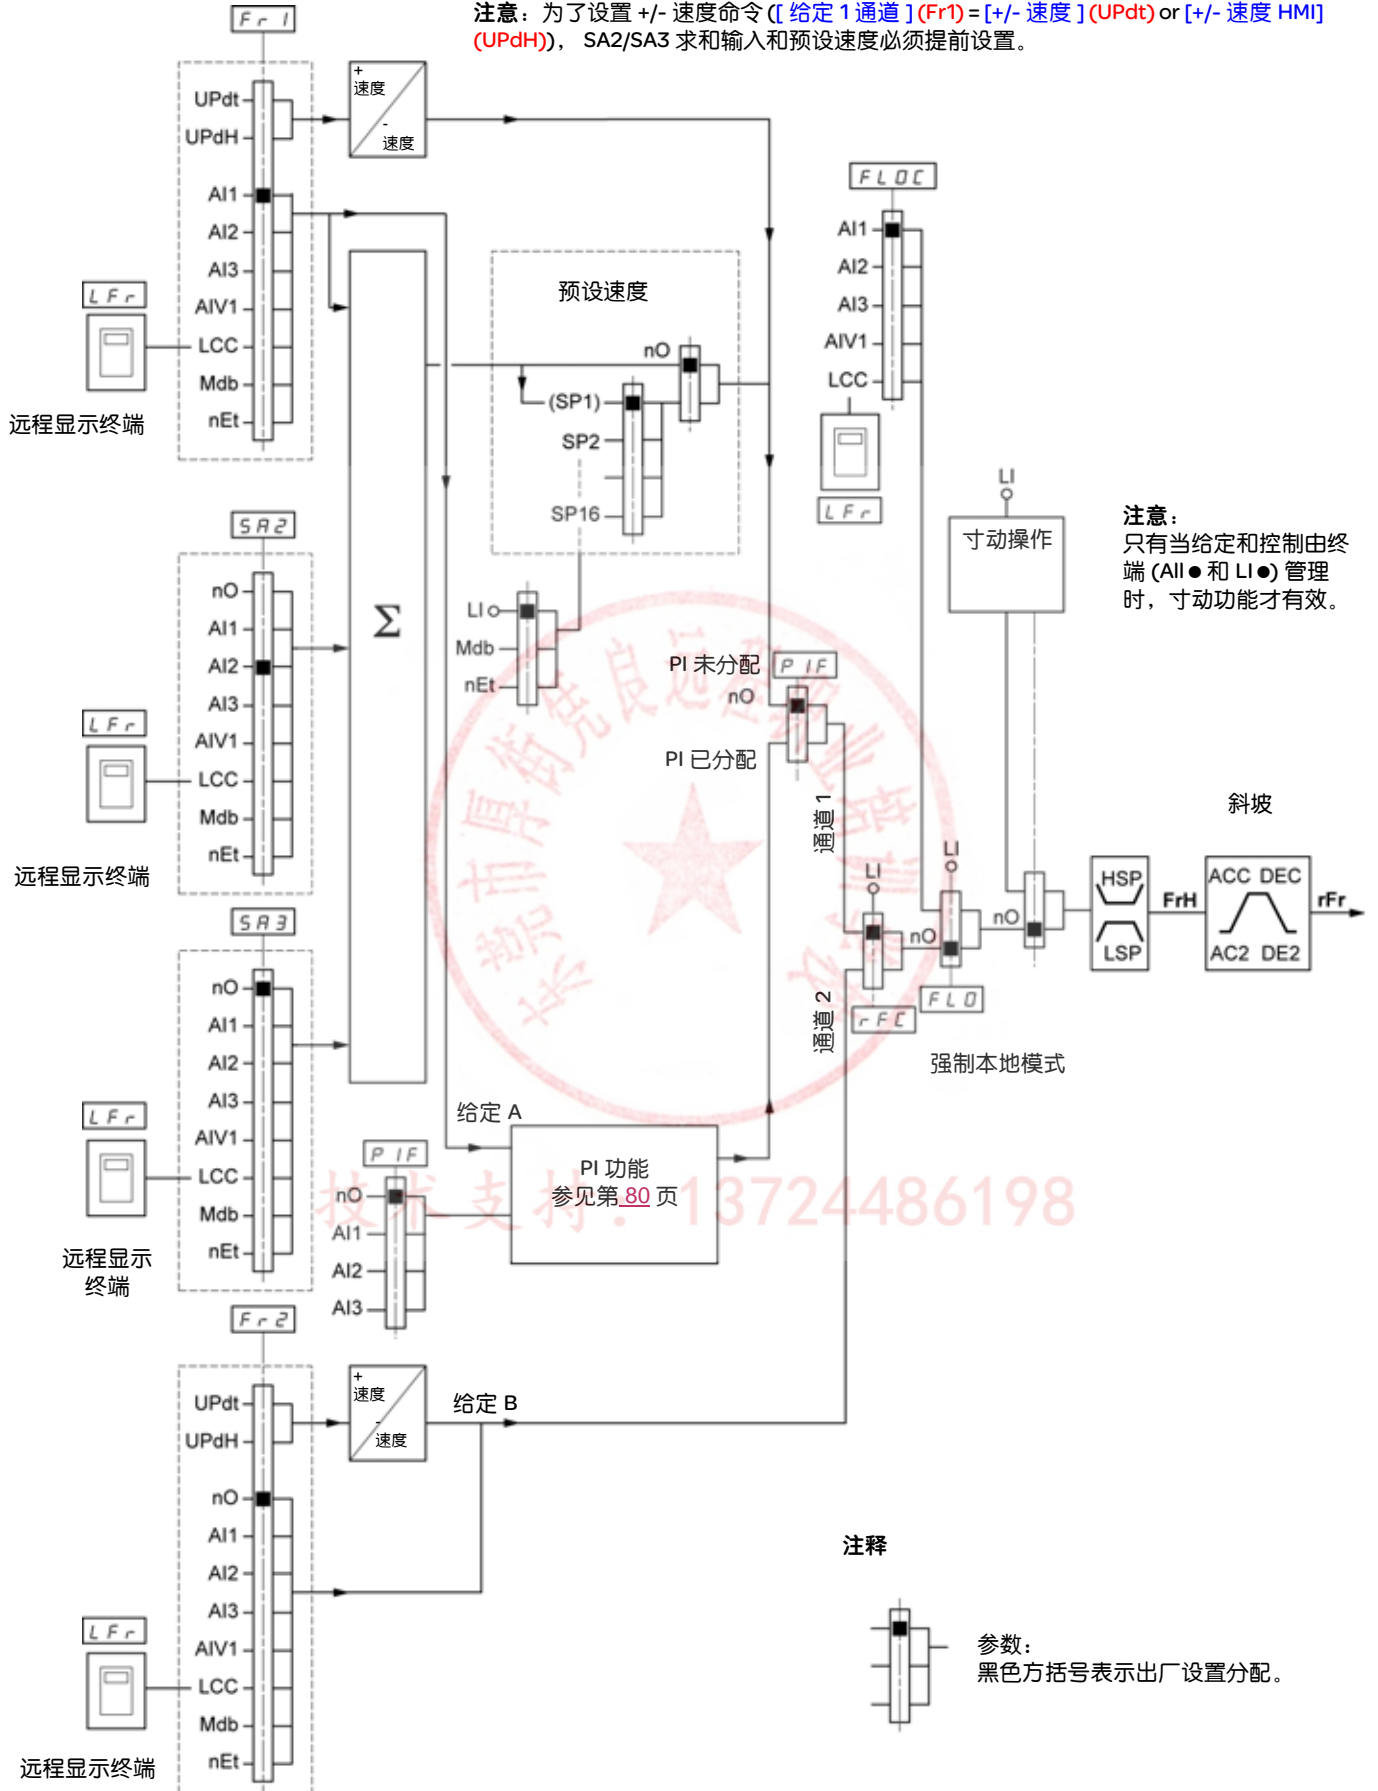 注意：为了设置 +/- 速度命令 ([ 给定 1 通道 ] (Fr1) = [+/- 速度 ] (UPdt) or [+/- 速度 HMI]
(UPdH)), SA2/SA3 求和输入和预设速度必须提前设置。
Fr1
UPdt
UPdH
AI1
AI2
AI3
AIV1
LCC
Mdb
nEt
LFr
远程显示终端
+
速度
-
速度
预设速度
nO
(SP1)
SP2
SP16
LI
Mdb
nEt
FLOC
AI1
AI2
AI3
AIV1
LCC
LFr
LI
寸动操作
注意：
只有当给定和控制由终
端 (All ● 和 LI ●) 管理
时，寸动功能才有效。
SA2
nO
AI1
AI2
AI3
AIV1
LCC
Mdb
nEt
LFr
远程显示终端
Σ
PI 未分配
PIF
nO
PI 已分配
通道 1
通道 2
LI
rFC
nO
LI
FLO
强制本地模式
nO
HSP
LSP
FrH
斜坡
ACC DEC
AC2 DE2
rFr
SA3
nO
AI1
AI2
AI3
AIV1
LCC
Mdb
nEt
LFr
远程显示
终端
给定 A
PIF
nO
AI1
AI2
AI3
PI 功能
参见第 80 页
技术支持：13724486198
Fr2
UPdt
UPdH
nO
AI1
AI2
AI3
AIV1
LCC
Mdb
nEt
LFr
远程显示终端
+
速度
-
速度
给定 B
注释
参数：
黑色方括号表示出厂设置分配。